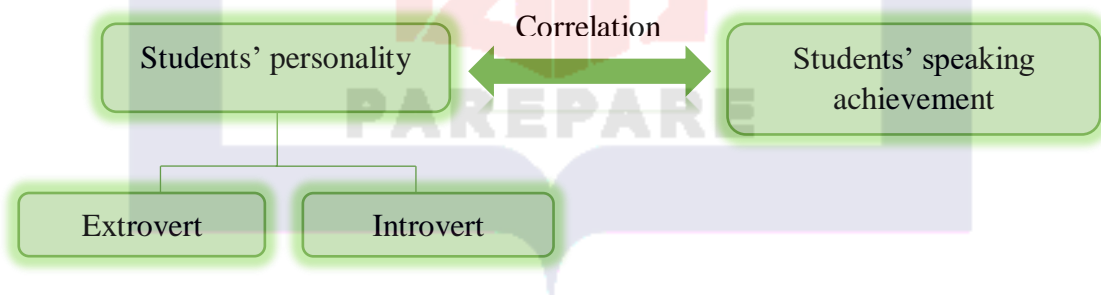 Correlation
Students’ personality
Students’ speaking
achievement
PAREPARE
Extrovert
Introvert